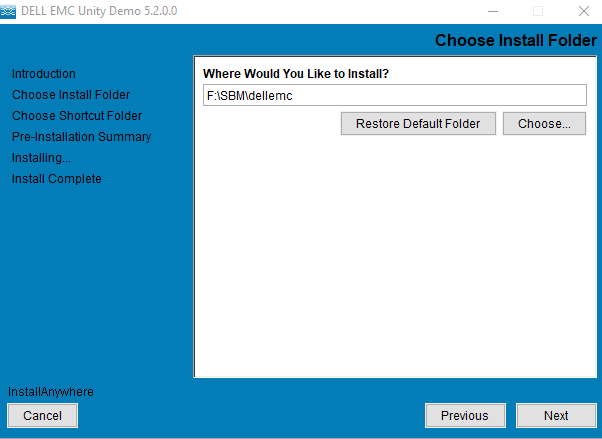 DELL EMC Unity Demo 5.2.0.0
Choose Install Folder
Introduction
Choose Install Folder
Choose Shortcut Folder
Pre-Installation Summary
Installing...
Install Complete
Where Would You Like to Install?
F:\SBM\dellemc
Restore Default Folder
Choose...
InstallAnywhere
Cancel
Previous
Next